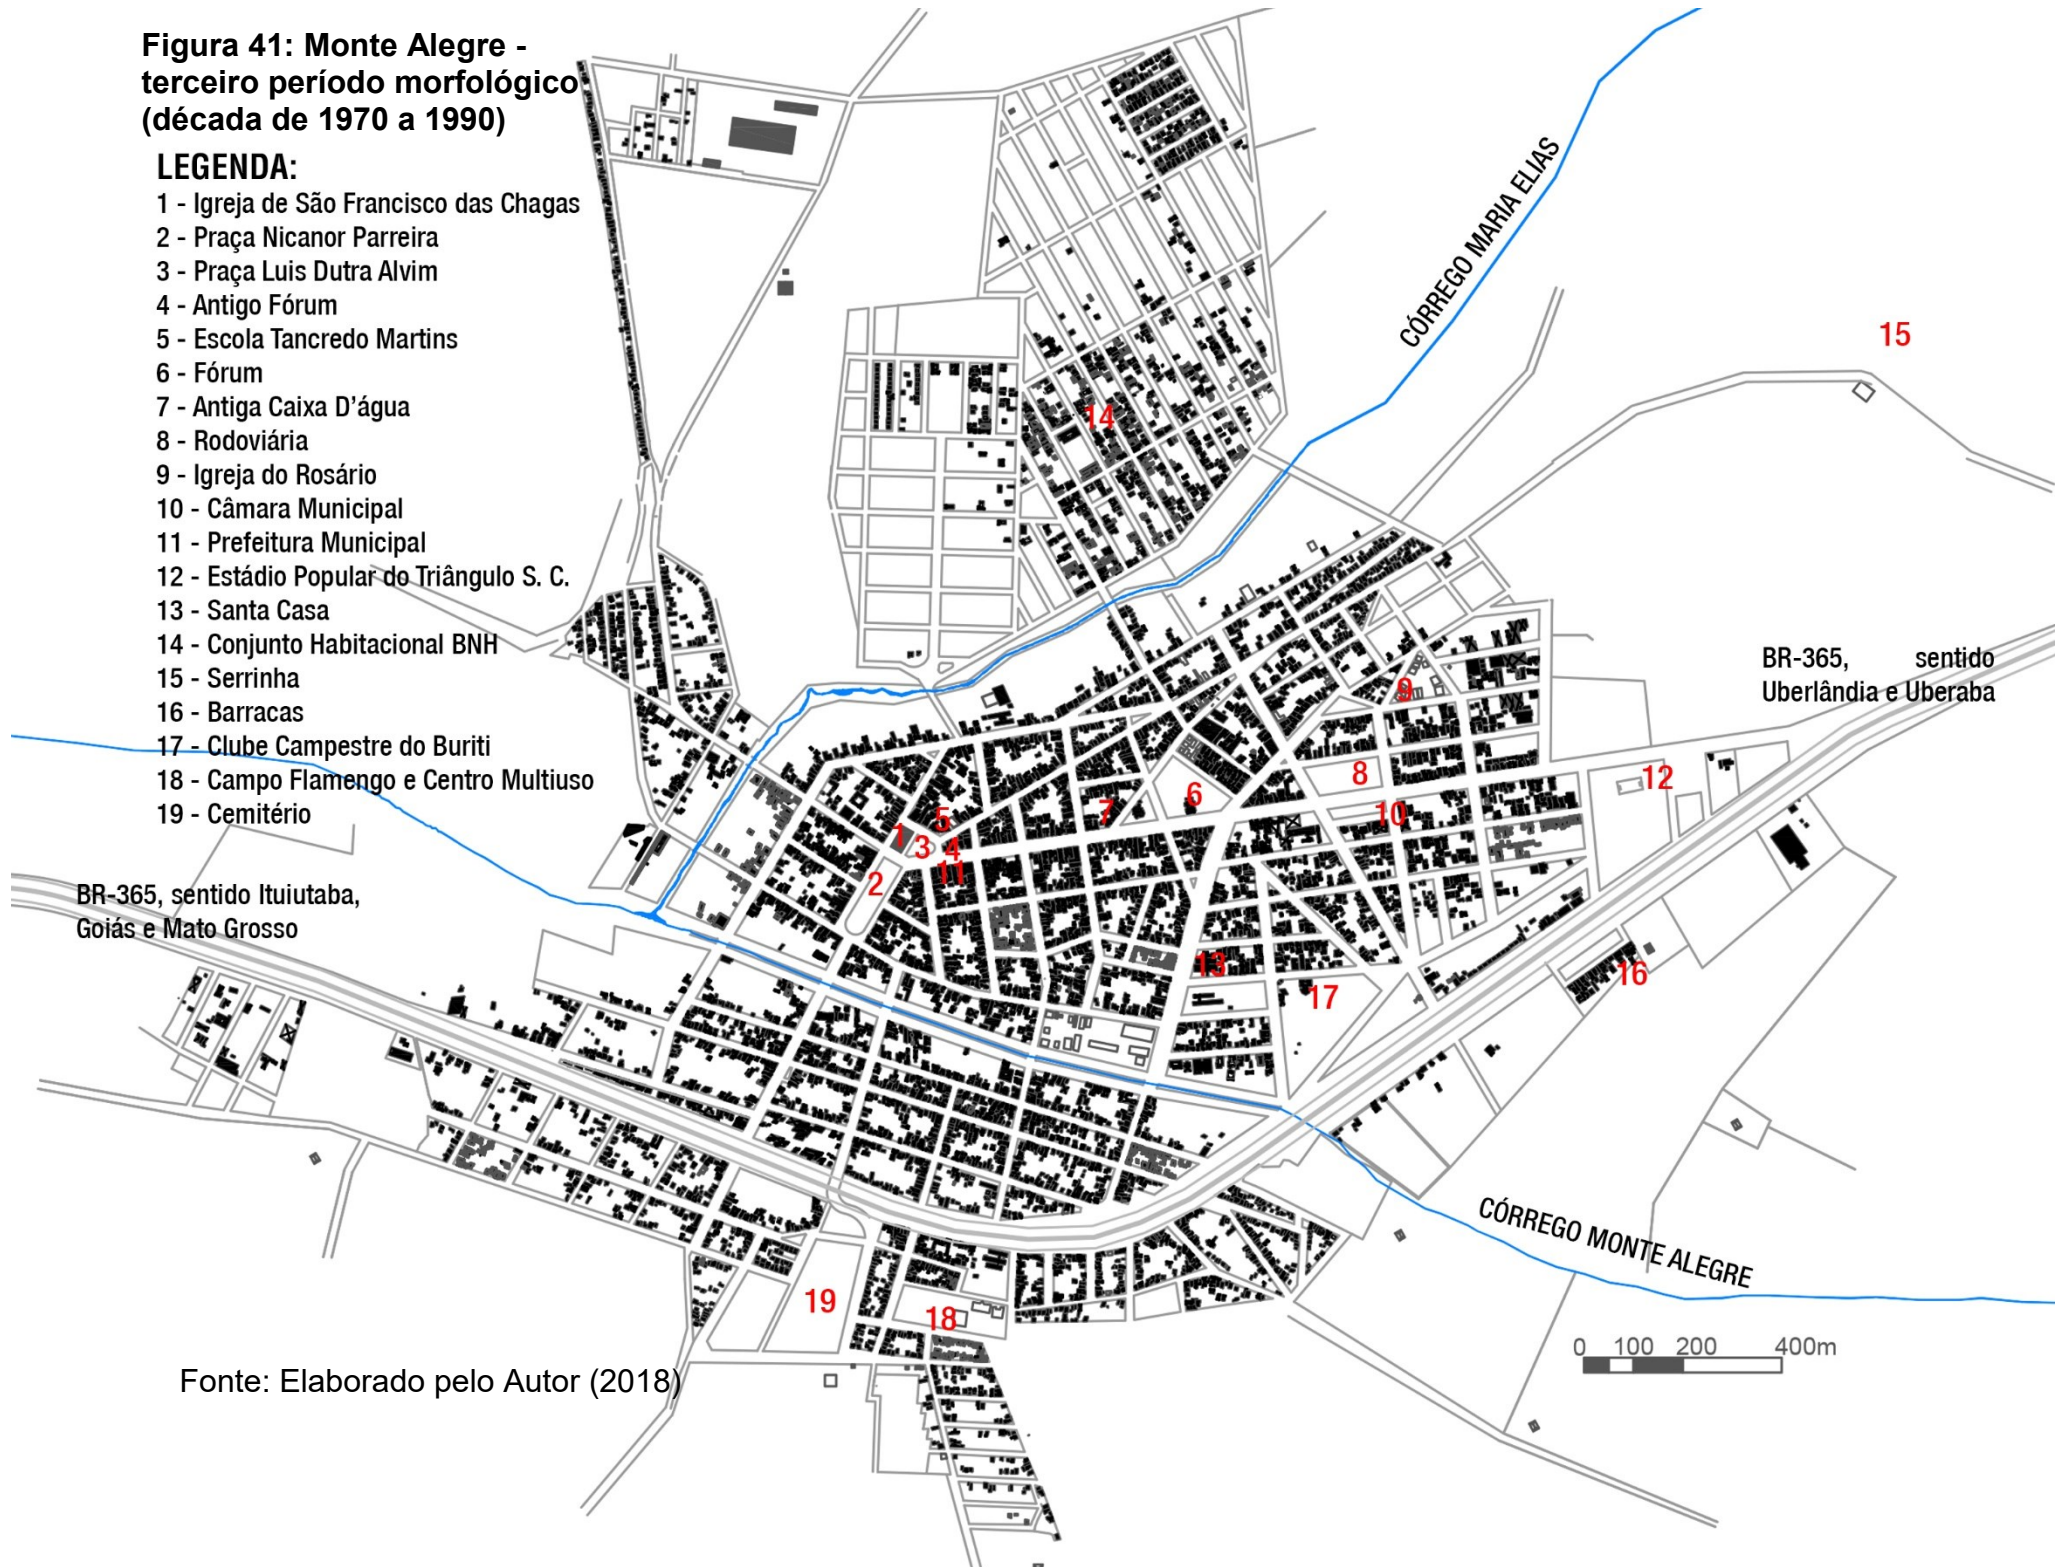 Figura 41: Monte Alegre -
terceiro período morfológico
(década de 1970 a 1990)
LEGENDA:
1 - Igreja de São Francisco das Chagas
2 - Praça Nicanor Parreira
3 - Praça Luis Dutra Alvim
4 - Antigo Fórum
5 - Escola Tancredo Martins
6 - Fórum
7 - Antiga Caixa D'água
8 - Rodoviária
9 - Igreja do Rosário
10 - Câmara Municipal
11 - Prefeitura Municipal
12 - Estádio Popular do Triângulo S. C.
13 - Santa Casa
14 - Conjunto Habitacional BNH
15 - Serrinha
16 - Barracas
17 - Clube Campestre do Buriti
18 - Campo Flamengo e Centro Multiuso
19 - Cemitério
CÓRREGO MARIA ELIAS
15
14
BR-365, sentido
Uberlândia e Uberaba
9
8
12
6
7
10
5
1
3
4
11
2
BR-365, sentido Ituiutaba,
Goiás e Mato Grosso
13
16
17
CÓRREGO MONTE ALEGRE
19
18
0 100 200 400m
Fonte: Elaborado pelo Autor (2018)